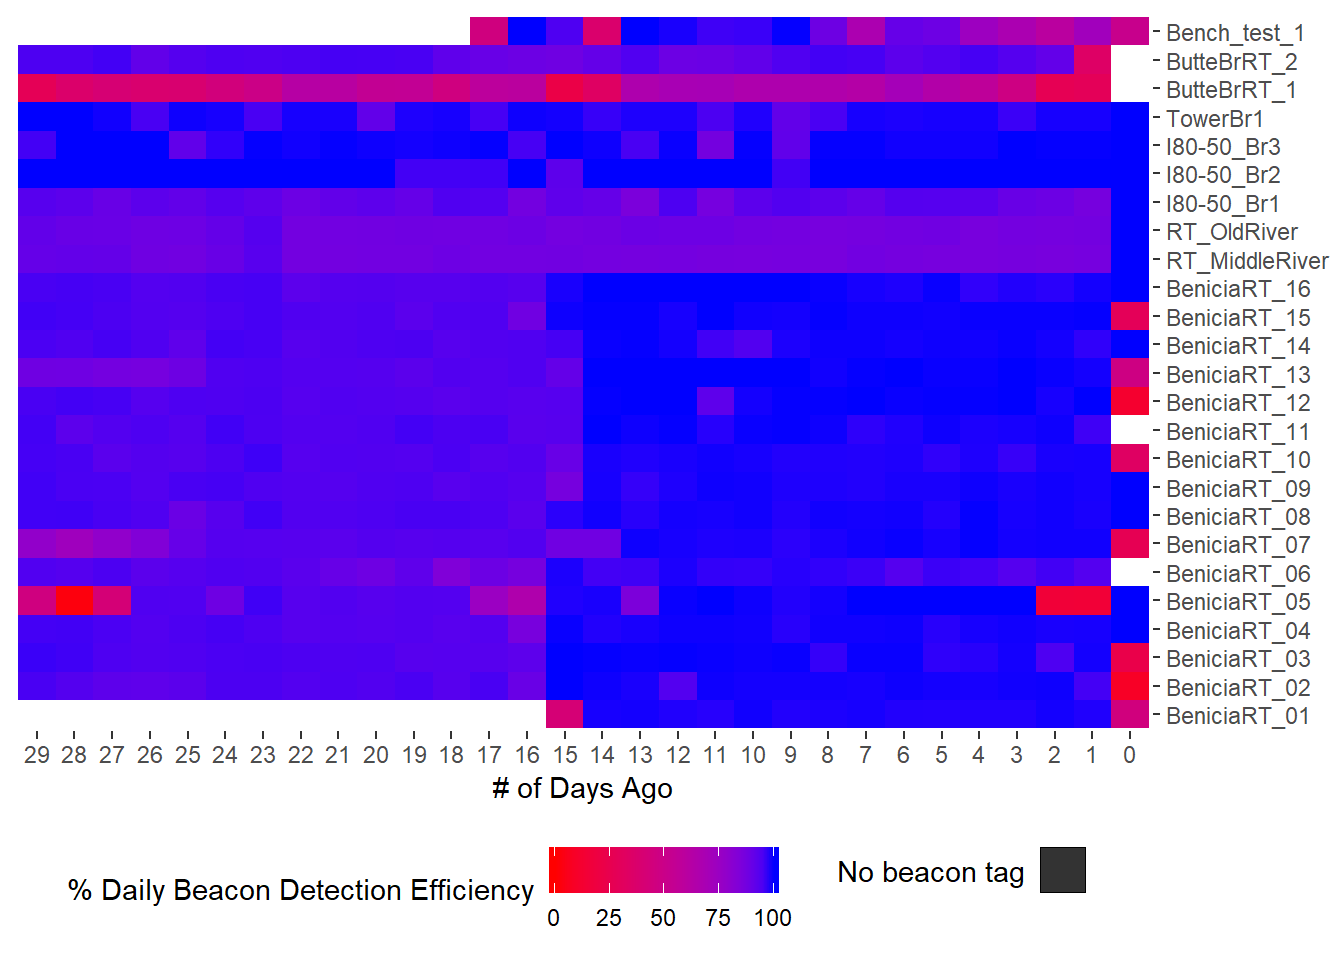 Bench_test_1
ButteBrRT_2
ButteBrRT_1
TowerBr1
I80-50_Br3
I80-50_Br2
I80-50_Br1
RT_OldRiver
RT_MiddleRiver
BeniciaRT_16
BeniciaRT_15
BeniciaRT_14
BeniciaRT_13
BeniciaRT_12
BeniciaRT_11
BeniciaRT_10
BeniciaRT_09
BeniciaRT_08
BeniciaRT_07
BeniciaRT_06
BeniciaRT_05
BeniciaRT_04
BeniciaRT_03
BeniciaRT_02
BeniciaRT_01
29 28 27 26 25 24 23 22 21 20 19 18 17 16 15 14 13 12 11 10 9 8 7 6 5 4 3 2 1 0
# of Days Ago
% Daily Beacon Detection Efficiency
0 25 50 75 100
No beacon tag